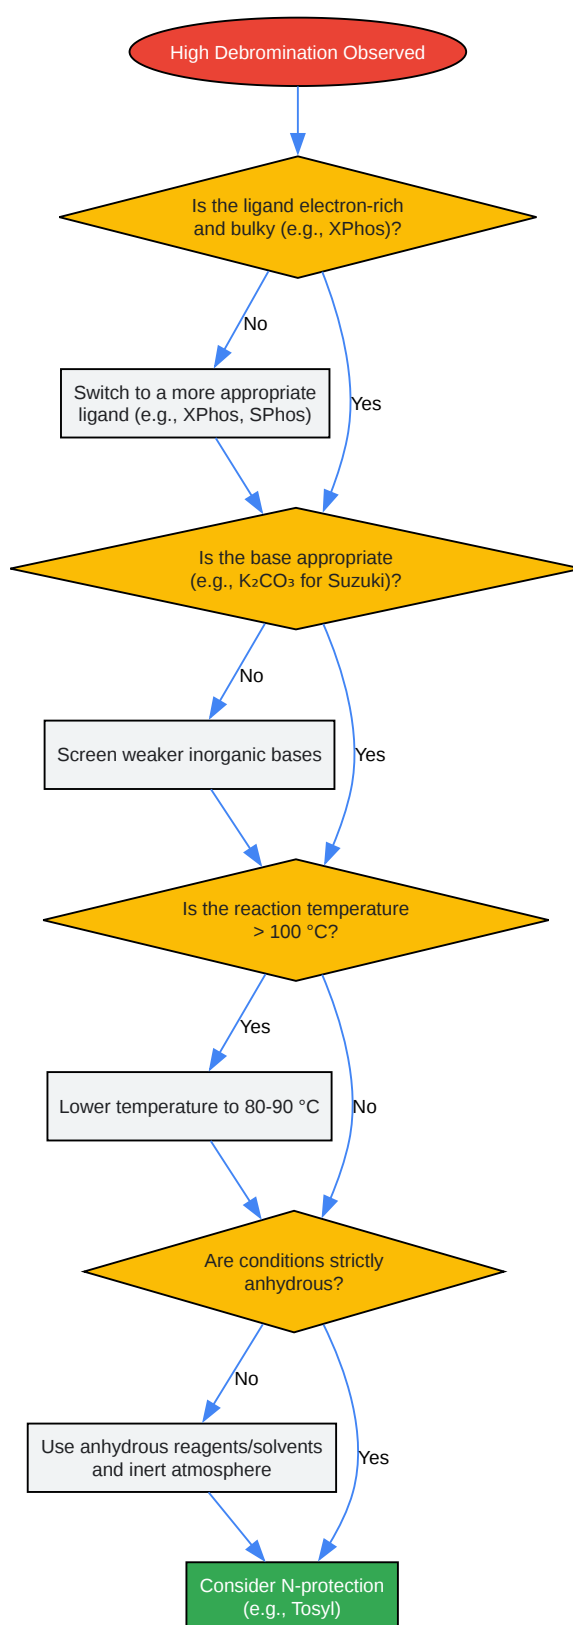 High Debromination Observed
Is the ligand electron-rich
and bulky (e.g., XPhos)?
No
Switch to a more appropriate
ligand (e.g., XPhos, SPhos)
Yes
Is the base appropriate
(e.g., K₂CO₃ for Suzuki)?
No
Screen weaker inorganic bases
Yes
Is the reaction temperature
> 100 °C?
Yes
Lower temperature to 80-90 °C
No
Are conditions strictly
anhydrous?
No
Use anhydrous reagents/solvents
and inert atmosphere
Yes
Consider N-protection
(e.g., Tosyl)